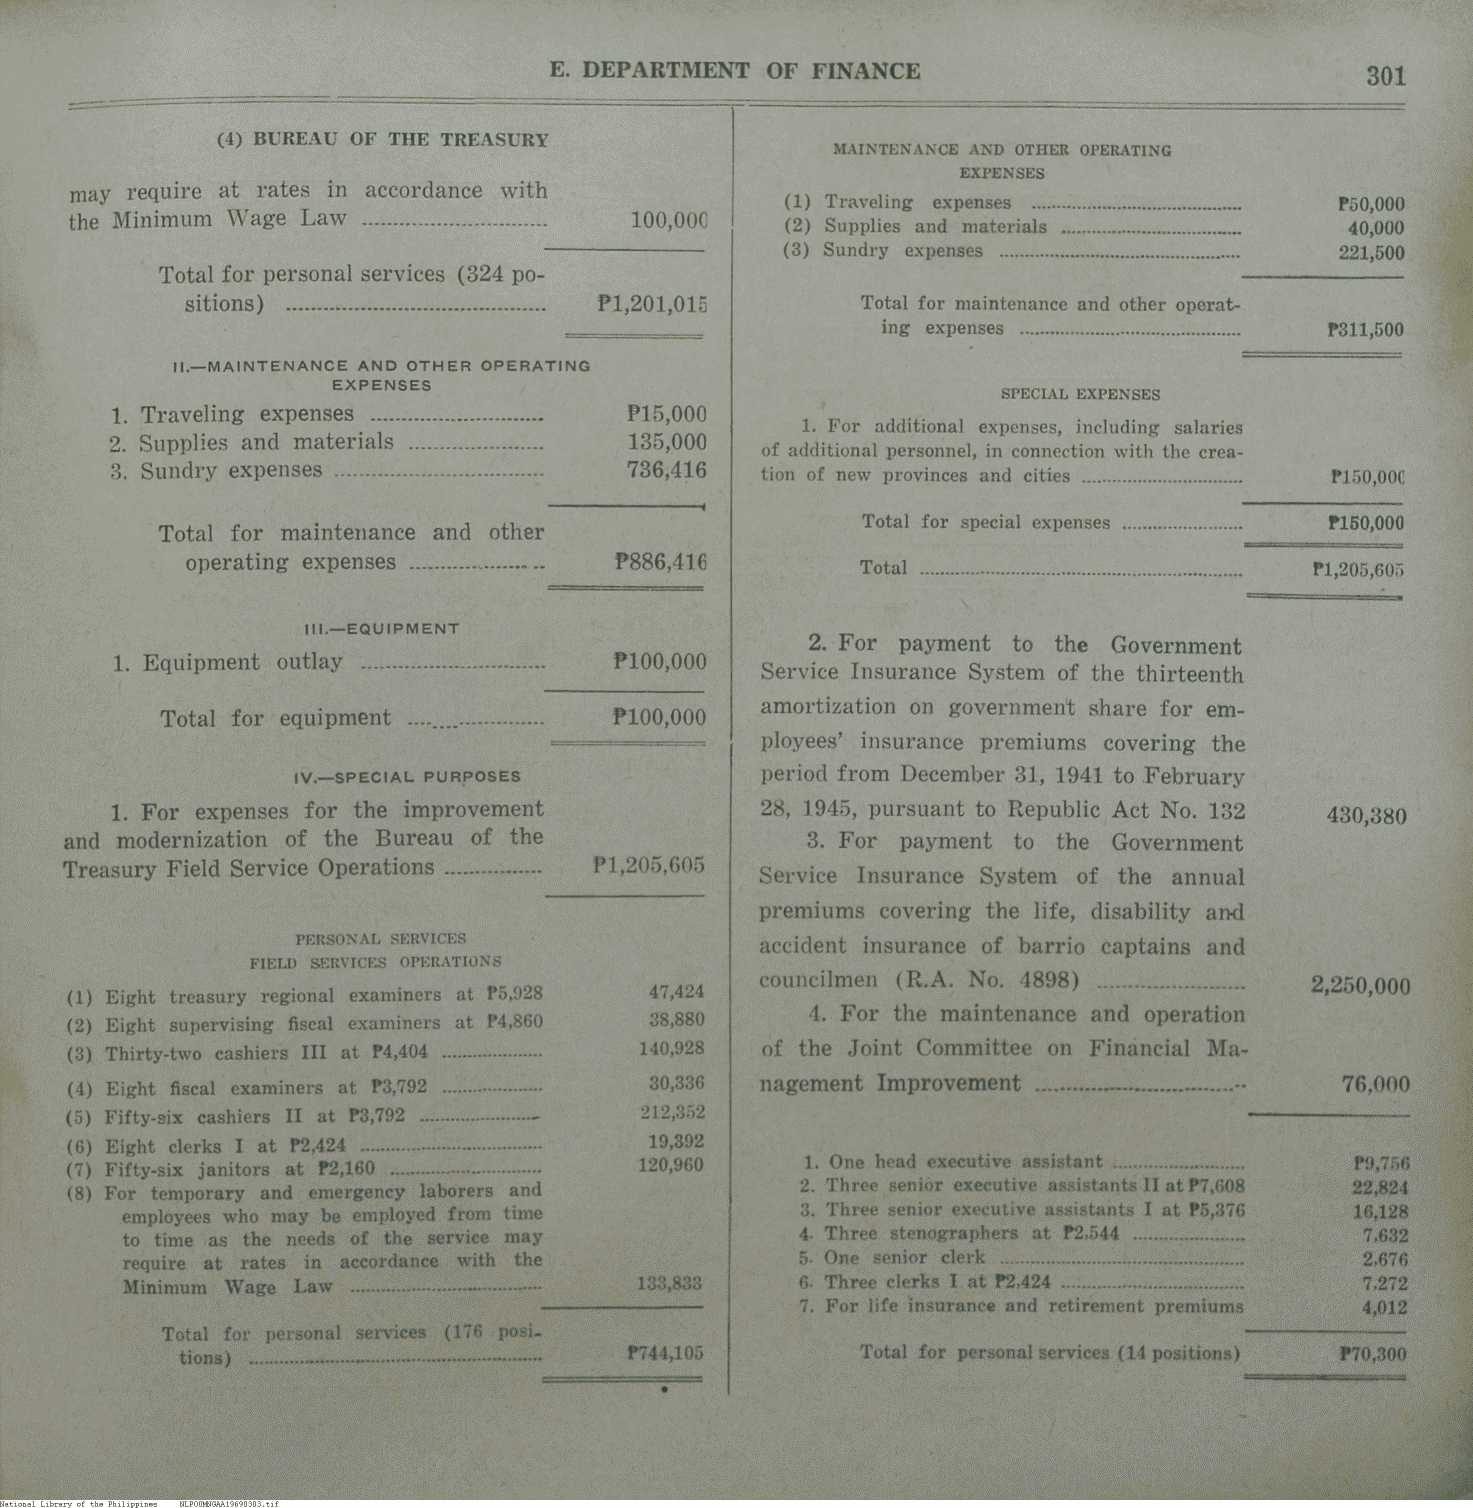 E. DEPARTMENT OF FINANCE
301
(4) BUREAU OF THE TREASURY
may require at rates in accordance with
the Minimum Wage Law ........ 100,000
Total for personal services (324 po-
sitions) ........ ₱1,201,015
II.—MAINTENANCE AND OTHER OPERATING
EXPENSES
1. Traveling expenses ........ ₱15,000
2. Supplies and materials ........ 135,000
3. Sundry expenses ........ 736,416
Total for maintenance and other
operating expenses ........ ₱886,416
III.—EQUIPMENT
1. Equipment outlay ........ ₱100,000
Total for equipment ........ ₱100,000
IV.—SPECIAL PURPOSES
1. For expenses for the improvement
and modernization of the Bureau of the
Treasury Field Service Operations ........ ₱1,205,605
PERSONAL SERVICES
FIELD SERVICES OPERATIONS
(1) Eight treasury regional examiners at ₱5,928 47,424
(2) Eight supervising fiscal examiners at ₱4,860 38,880
(3) Thirty-two cashiers III at ₱4,404 ........ 140,928
(4) Eight fiscal examiners at ₱3,792 ........ 30,336
(5) Fifty-six cashiers II at ₱3,792 ........ 212,352
(6) Eight clerks I at ₱2,424 ........ 19,392
(7) Fifty-six janitors at ₱2,160 ........ 120,960
(8) For temporary and emergency laborers and
employees who may be employed from time
to time as the needs of the service may
require at rates in accordance with the
Minimum Wage Law ........ 133,833
Total for personal services (176 posi-
tions) ........ ₱744,105
MAINTENANCE AND OTHER OPERATING
EXPENSES
(1) Traveling expenses ........ ₱50,000
(2) Supplies and materials ........ 40,000
(3) Sundry expenses ........ 221,500
Total for maintenance and other operat-
ing expenses ........ ₱311,500
SPECIAL EXPENSES
1. For additional expenses, including salaries
of additional personnel, in connection with the crea-
tion of new provinces and cities ........ ₱150,000
Total for special expenses ........ ₱150,000
Total ........ ₱1,205,605
2. For payment to the Government
Service Insurance System of the thirteenth
amortization on government share for em-
ployees' insurance premiums covering the
period from December 31, 1941 to February
28, 1945, pursuant to Republic Act No. 132 430,380
3. For payment to the Government
Service Insurance System of the annual
premiums covering the life, disability and
accident insurance of barrio captains and
councilmen (R.A. No. 4898) ........ 2,250,000
4. For the maintenance and operation
of the Joint Committee on Financial Ma-
nagement Improvement ........ 76,000
1. One head executive assistant ........ ₱9,756
2. Three senior executive assistants II at ₱7,608 22,824
3. Three senior executive assistants I at ₱5,376 16,128
4. Three stenographers at ₱2,544 ........ 7,632
5. One senior clerk ........ 2,676
6. Three clerks I at ₱2,424 ........ 7,272
7. For life insurance and retirement premiums 4,012
Total for personal services (14 positions) ₱70,300
National Library of the Philippines NLPOBMNGAA19690303.tif